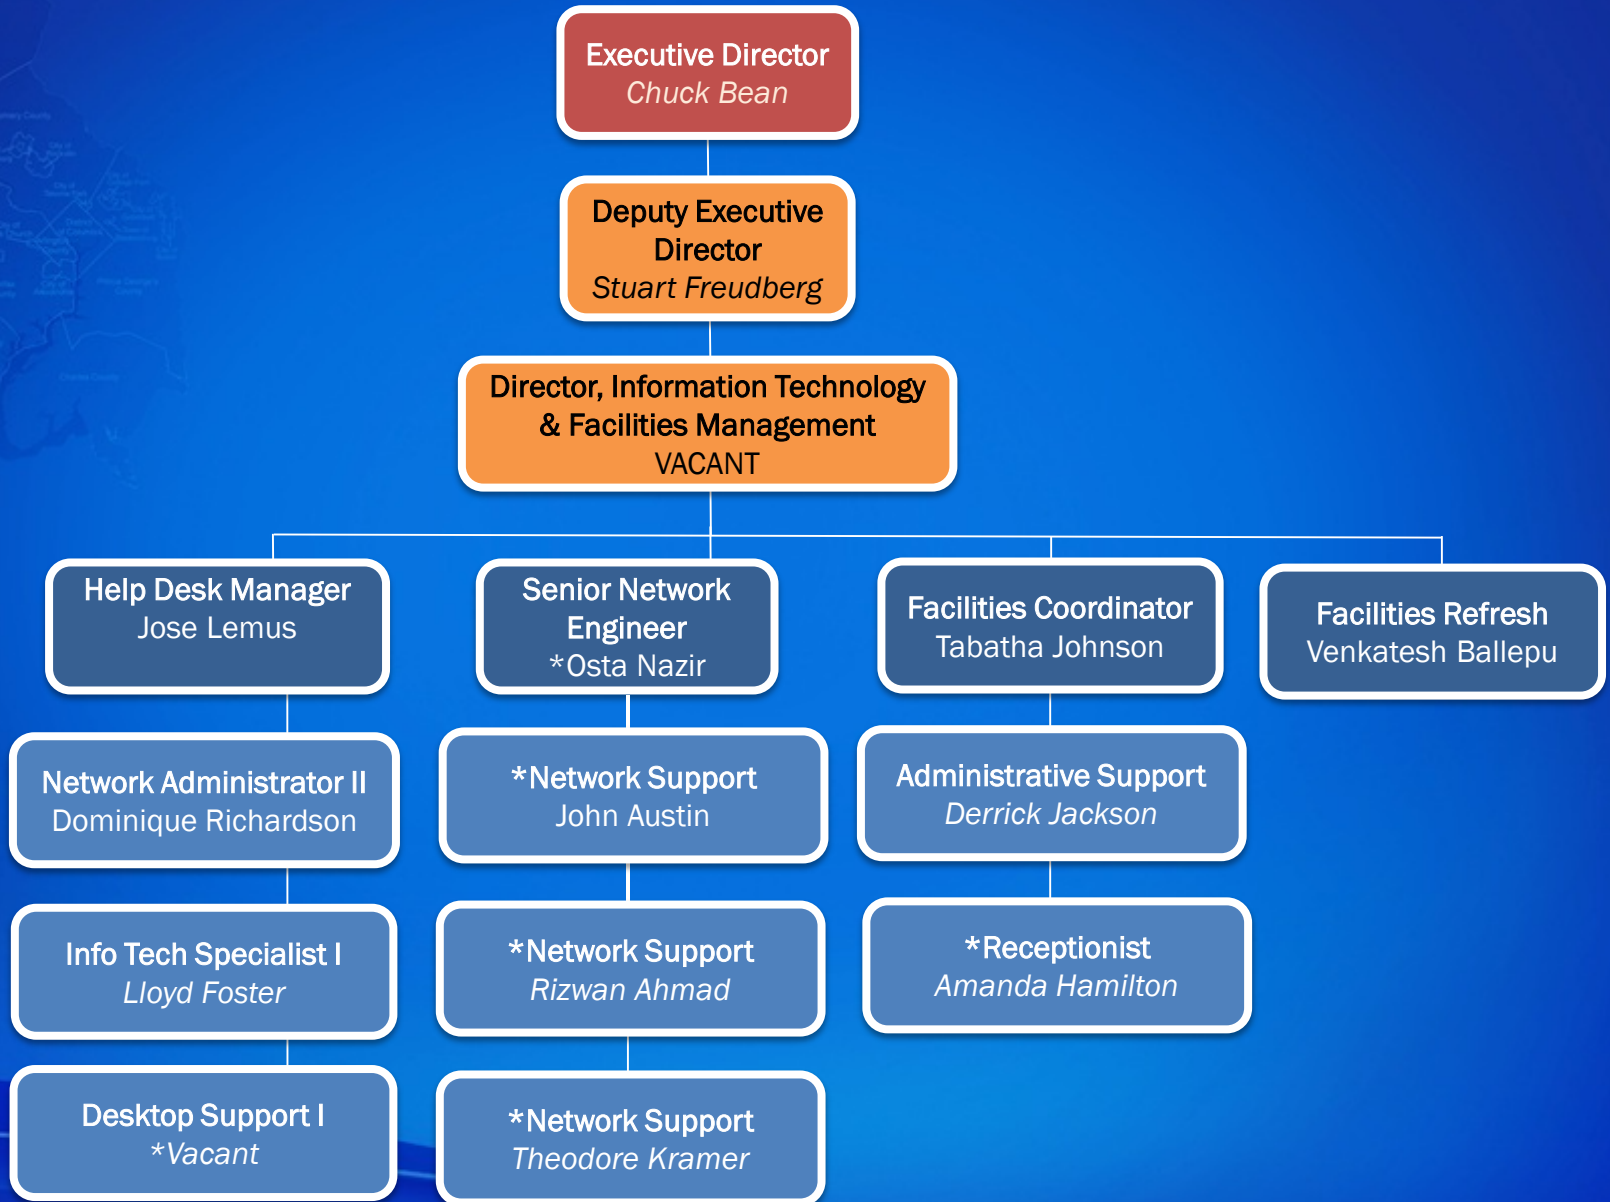 Executive Director
Chuck Bean
Deputy Executive
Director
Stuart Freudberg
Director, Information Technology
& Facilities Management
VACANT
Help Desk Manager
Jose Lemus
Senior Network
Engineer
*Osta Nazir
Facilities Coordinator
Tabatha Johnson
Facilities Refresh
Venkatesh Ballepu
Network Administrator II
Dominique Richardson
*Network Support
John Austin
Administrative Support
Derrick Jackson
Info Tech Specialist I
Lloyd Foster
*Network Support
Rizwan Ahmad
*Receptionist
Amanda Hamilton
Desktop Support I
*Vacant
*Network Support
Theodore Kramer